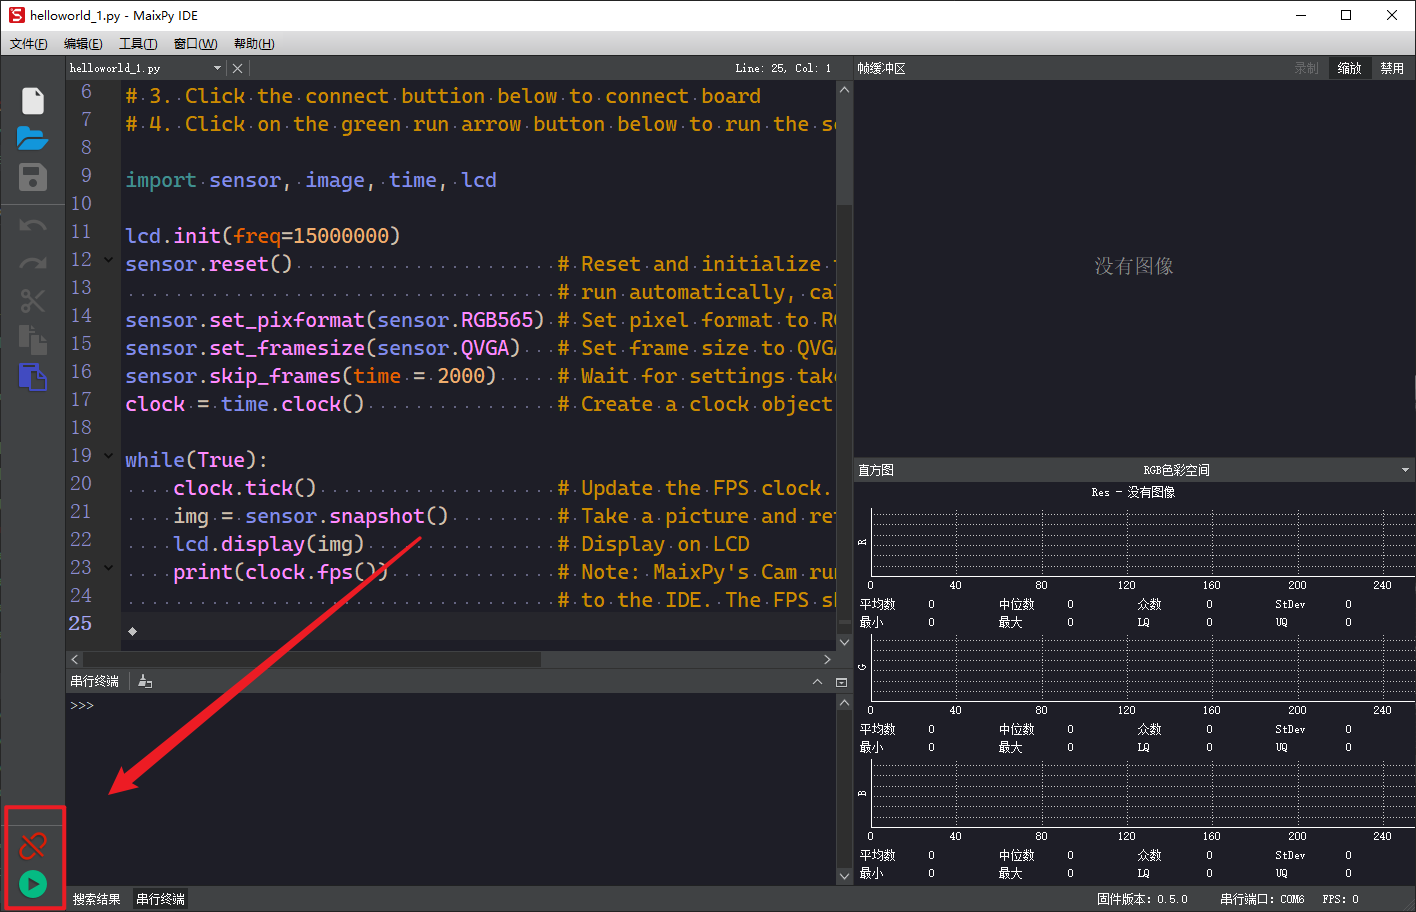 helloworld_1.py - MaixPy IDE
文件(F) 编辑(E) 工具(T) 窗口(W) 帮助(H)
helloworld_1.py Line: 25, Col: 1
6 # 3. Click the connect buttion below to connect board
7 # 4. Click on the green run arrow button below to run the
8
9 import sensor, image, time, lcd
10
11 lcd.init(freq=15000000)
12 sensor.reset() # Reset and initialize
13 # run automatically,
14 sensor.set_pixformat(sensor.RGB565) # Set pixel format to
15 sensor.set_framesize(sensor.QVGA) # Set frame size to QVGA
16 sensor.skip_frames(time = 2000) # Wait for settings
17 clock = time.clock() # Create a clock object
18
19 while(True):
20 clock.tick() # Update the FPS clock.
21 img = sensor.snapshot() # Take a picture and
22 lcd.display(img) # Display on LCD
23 print(clock.fps()) # Note: MaixPy's Cam
24 # to the IDE. The FPS
25
串行终端
>>>
搜索结果 串行终端
帧缓冲区 录制 缩放 禁用
没有图像
直方图 RGB色彩空间
Res - 没有图像
R
0 40 80 120 160 200 240
平均数 0 中位数 0 众数 0 StDev 0
最小 0 最大 0 LQ 0 UQ 0
G
0 40 80 120 160 200 240
平均数 0 中位数 0 众数 0 StDev 0
最小 0 最大 0 LQ 0 UQ 0
B
0 40 80 120 160 200 240
平均数 0 中位数 0 众数 0 StDev 0
最小 0 最大 0 LQ 0 UQ 0
固件版本: 0.5.0 串行端口: COM6 FPS: 0